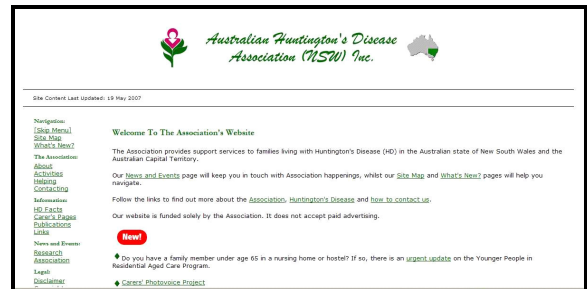 Australian Huntington's Disease
Association (NSW) Inc.
Site Content Last Updated: 19 May 2007
Navigation:
[Skip Menu]
Site Map
What's New?
The Association:
About
Activities
Helping
Contacting
Information:
HD Facts
Carer's Pages
Publications
Links
News and Events:
Research
Association
Legal:
Disclaimer
Welcome To The Association's Website
The Association provides support services to families living with Huntington's Disease (HD) in the Australian state of New South Wales and the
Australian Capital Territory.
Our News and Events page will keep you in touch with Association happenings, whilst our Site Map and What's New? pages will help you
navigate.
Follow the links to find out more about the Association, Huntington's Disease and how to contact us.
Our website is funded solely by the Association. It does not accept paid advertising.
New!
Do you have a family member under age 65 in a nursing home or hostel? If so, there is an urgent update on the Younger People in
Residential Aged Care Program.
Carers' Photovoice Project